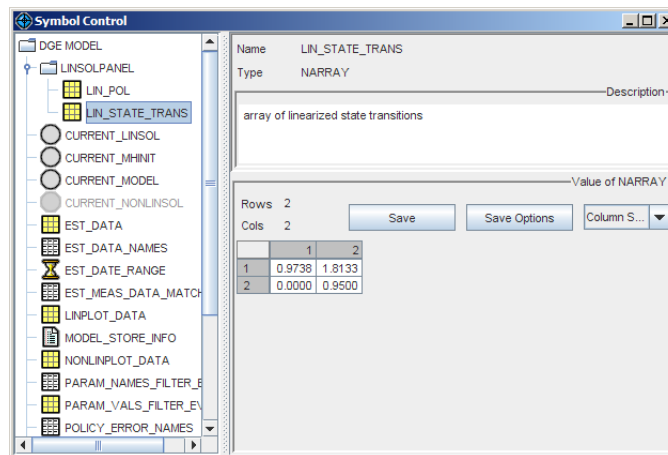 Symbol Control
DGE MODEL
LINSOLPANEL
LIN_POL
LIN_STATE_TRANS
CURRENT_LINSOL
CURRENT_MHINIT
CURRENT_MODEL
CURRENT_NONLINSOL
EST_DATA
EST_DATA_NAMES
EST_DATE_RANGE
EST_MEAS_DATA_MATCH
LINPLOT_DATA
MODEL_STORE_INFO
NONLINPLOT_DATA
PARAM_NAMES_FILTER_E
PARAM_VALS_FILTER_EV
POLICY_ERROR_NAMES
Name LIN_STATE_TRANS
Type NARRAY
Description
array of linearized state transitions
Value of NARRAY
Rows 2
Cols 2
Save
Save Options
Column S...
1 2
1 0.9738 1.8133
2 0.0000 0.9500